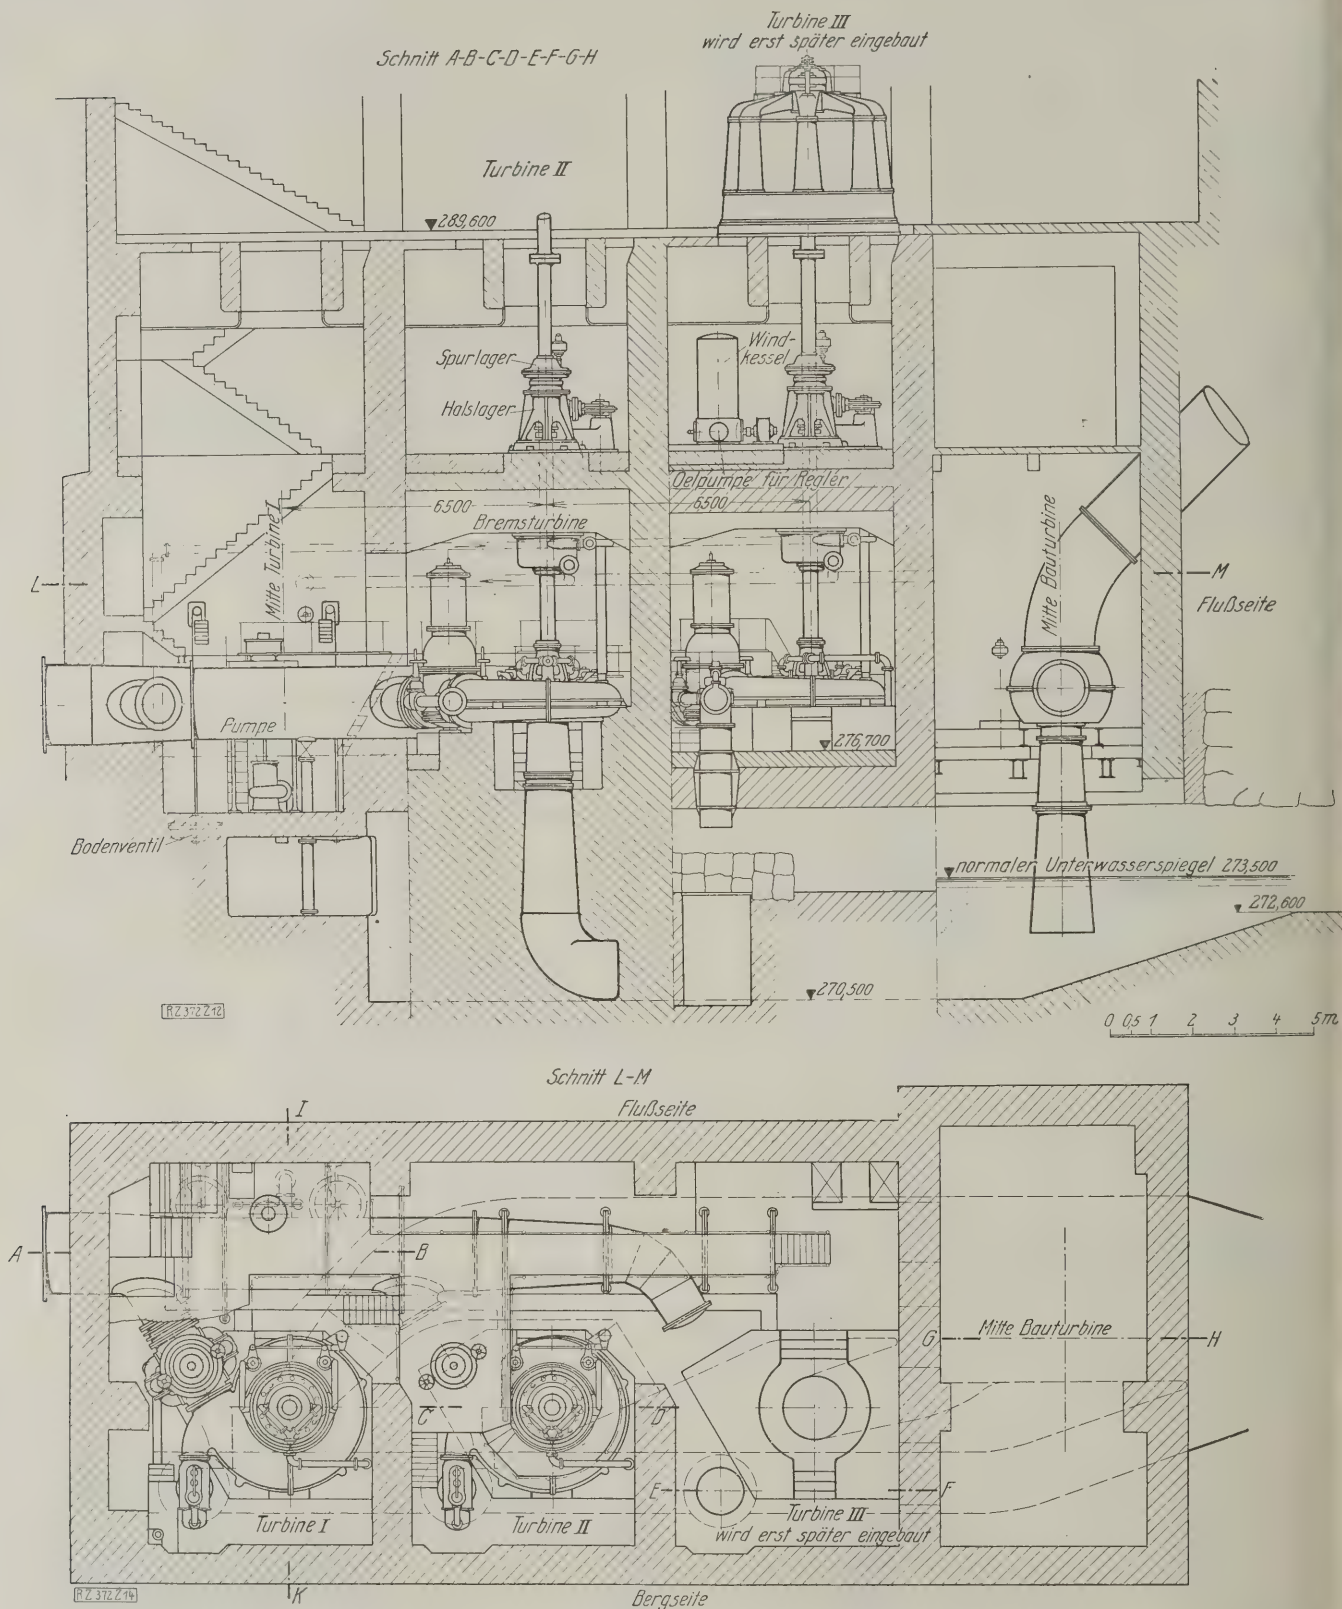 Turbine III
wird erst später eingebaut
Schnitt A-B-C-D-E-F-G-H
Turbine II
289,600
Spurlager
Wind-
kessel
Halslager
Oelpumpe für Regler
6500
6500
Bremsturbine
Mitte Turbine I
Mitte Bauturbine
L
M
Flußseite
Pumpe
276,700
Bodenventil
normaler Unterwasserspiegel 273,500
272,600
270,500
RZ372Z12
0 0,5 1 2 3 4 5m
Schnitt L-M
I
Flußseite
A
B
G
Mitte Bauturbine
H
C
D
E
F
Turbine I
Turbine II
Turbine III
wird erst später eingebaut
RZ372Z14
K
Bergseite